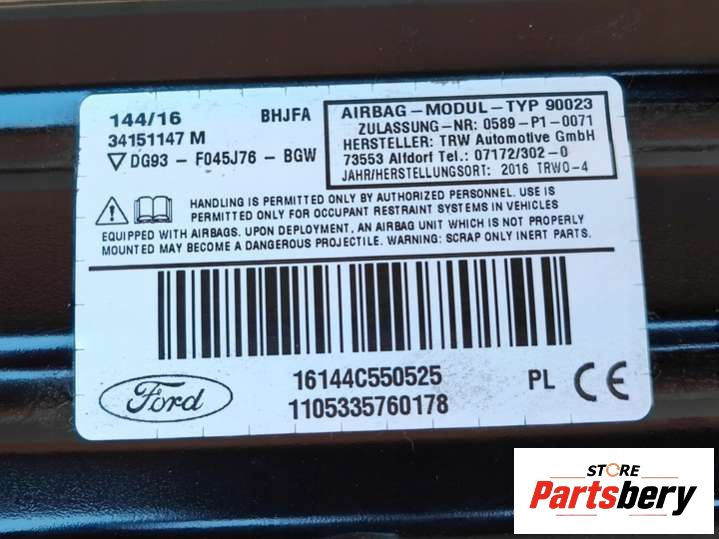 144/16 BHJFA
34151147 M
DG93 - F045J76 - BGW
AIRBAG-MODUL-TYP 90023
ZULASSUNG-NR: 0589-P1-0071
HERSTELLER: TRW Automotive GmbH
73553 Alfdorf Tel.: 07172/302-0
JAHR/HERSTELLUNGSORT: 2016 TRWO-4
HANDLING IS PERMITTED ONLY BY AUTHORIZED PERSONNEL. USE IS
PERMITTED ONLY FOR OCCUPANT RESTRAINT SYSTEMS IN VEHICLES
EQUIPPED WITH AIRBAGS. UPON DEPLOYMENT, AN AIRBAG UNIT WHICH IS NOT PROPERLY
MOUNTED MAY BECOME A DANGEROUS PROJECTILE. WARNING: SCRAP ONLY INERT PARTS.
16144C550525
1105335760178
Ford
PL CE
STORE
Partsbery